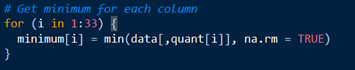 # Get minimum for each column
for (i in 1:33) {
  minimum[i] = min(data[,quant[i]], na.rm = TRUE)
}